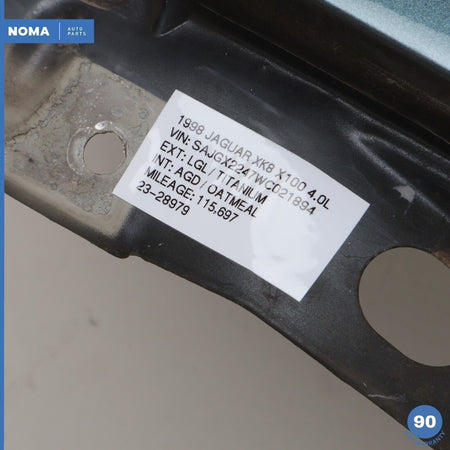 NOMA AUTO PARTS
1998 JAGUAR XK8 X100 4.0L
VIN: SAJGX2247WC021894
EXT: LGL / TITANIUM
INT: AGD / OATMEAL
MILEAGE: 115,697
23-28979
90